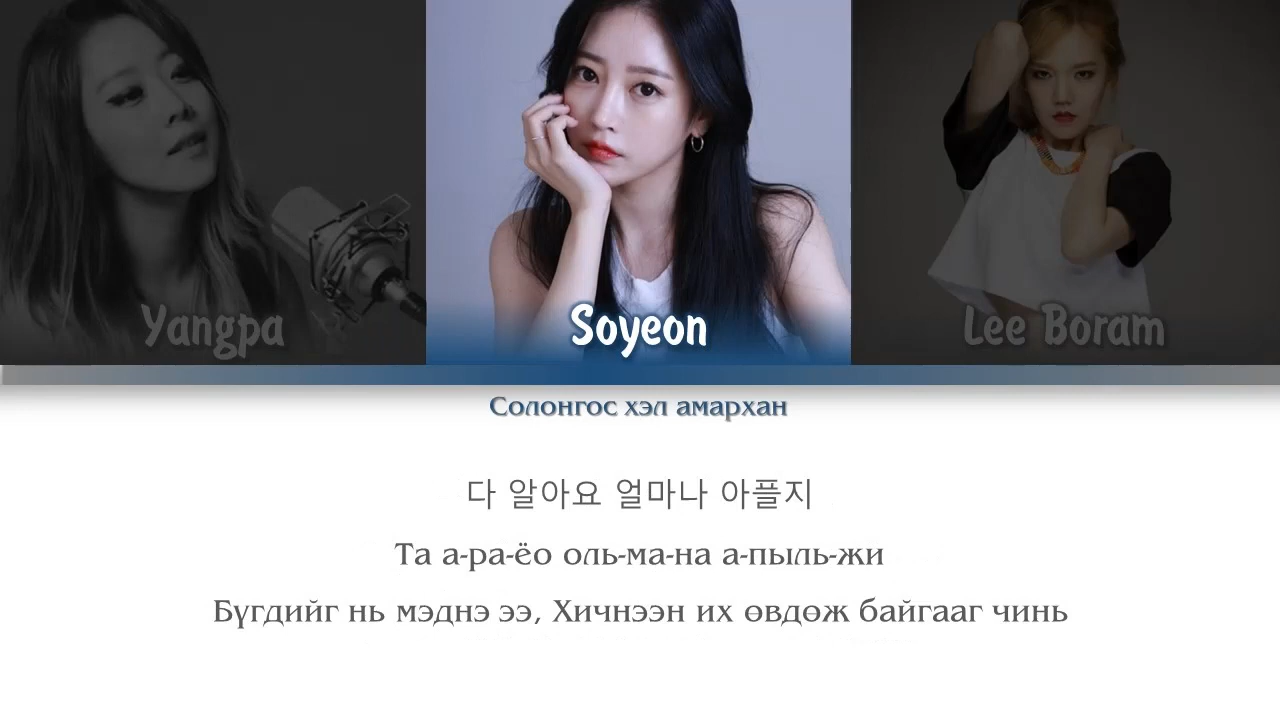 Yangpa
Soyeon
Lee Boram
Солонгос хэл амархан
다 알아요 얼마나 아플지
Та а-ра-ёо оль-ма-на а-пыль-жи
Бүгдийг нь мэднэ ээ, Хичнээн их өвдөж байгааг чинь